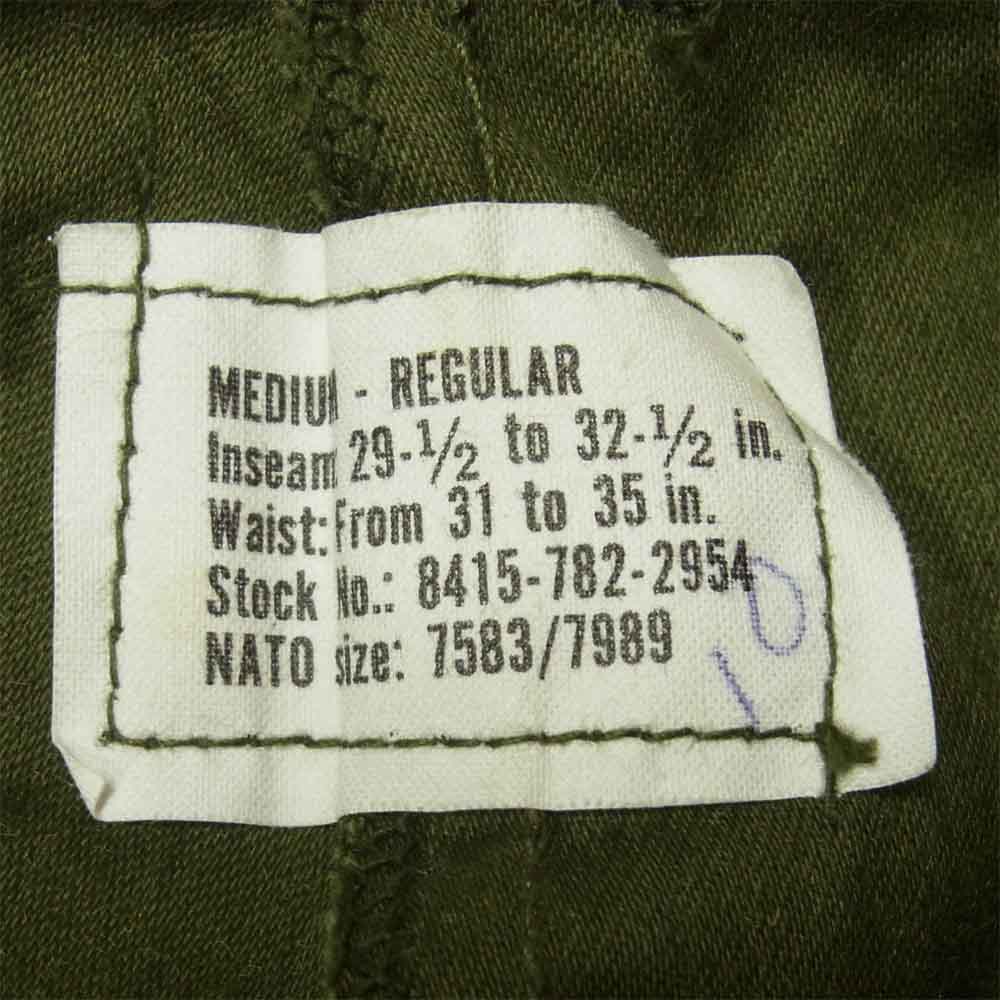 MEDIUM - REGULAR
Inseam 29-1/2 to 32-1/2 in.
Waist: From 31 to 35 in.
Stock No.: 8415-782-2954
NATO size: 7583/7989
10